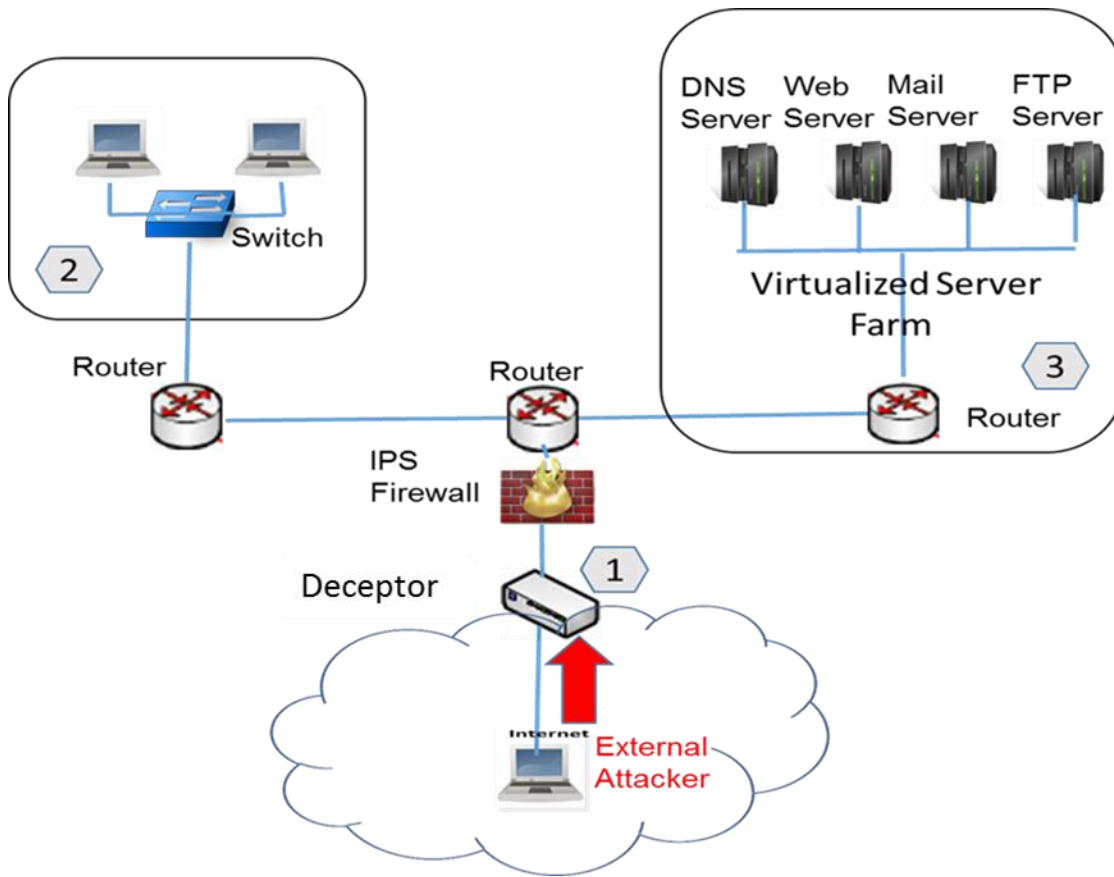 DNS Server
Web Server
Mail Server
FTP Server
Switch
2
Virtualized Server
Farm
3
Router
Router
Router
IPS
Firewall
1
Deceptor
Internet
External
Attacker